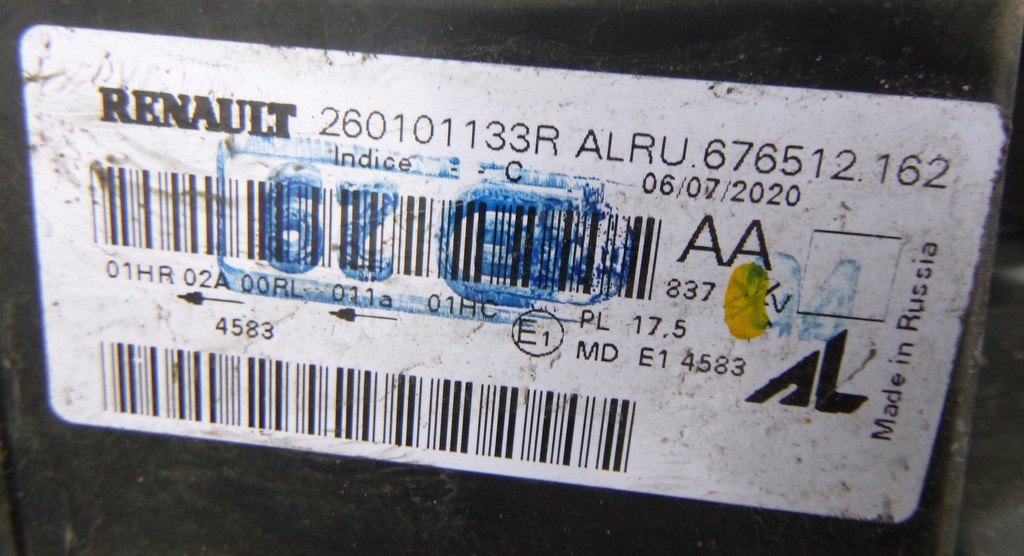 RENAULT 260101133R ALRU.676512.162
Indice - C 06/07/2020
AA
01HR 02A 00RL 011a 01HC 837
4583 E1 PL 17.5
MD E1 4583
AL
Made in Russia